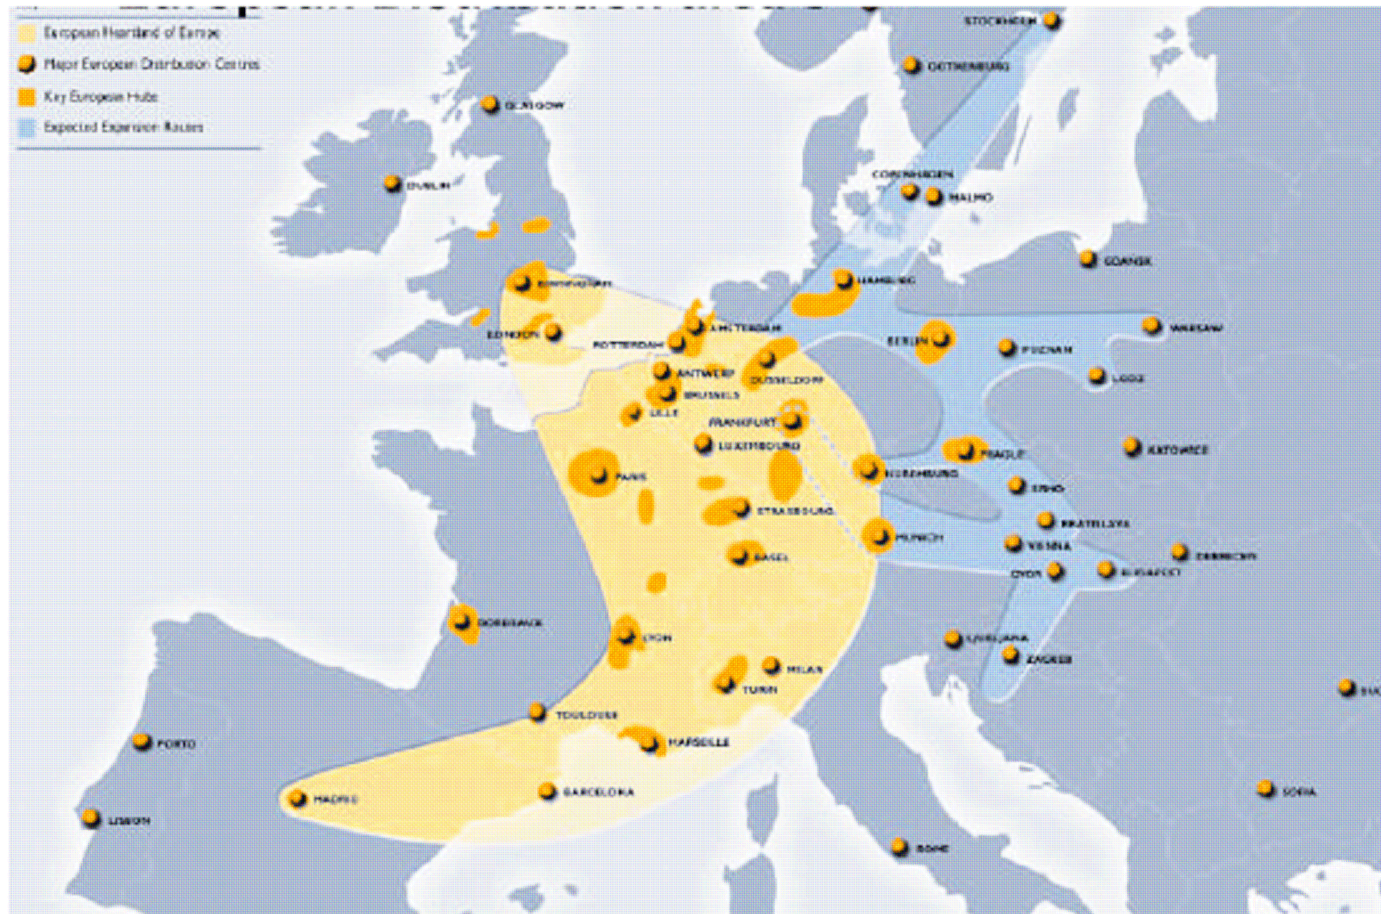 European Heartland of Europe
Major European Distribution Centres
Key European Hubs
Expected Expansion Routes
STOCKHOLM
GOTHENBURG
GLASGOW
COPENHAGEN
DUBLIN
MALMO
GDANSK
BIRMINGHAM
HAMBURG
LONDON
AMSTERDAM
WARSAW
ROTTERDAM
BERLIN
POZNAN
ANTWERP
DUSSELDORF
LODZ
BRUSSELS
LILLE
FRANKFURT
LUXEMBOURG
PRAGUE
KATOWICE
PARIS
NUREMBURG
BRNO
STRASBOURG
BRATISLAVA
MUNICH
VIENNA
BASEL
DEBRECEN
GYOR
BUDAPEST
BORDEAUX
LYON
LJUBLJANA
ZAGREB
MILAN
TURIN
TOULOUSE
PORTO
MARSEILLE
MADRID
BARCELONA
SOFIA
LISBON
ROME